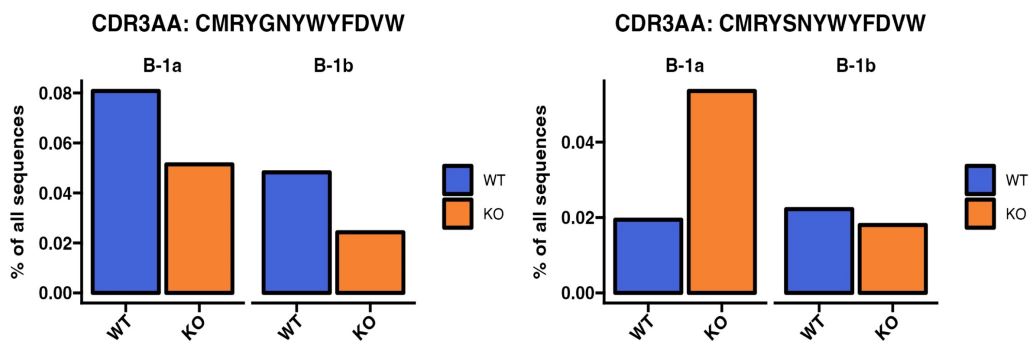 CDR3AA: CMRYGNYWYFDVW
B-1a
B-1b
% of all sequences
0.08
0.06
0.04
0.02
0.00
WT
KO
WT
KO
WT
KO
CDR3AA: CMRYSNYWYFDVW
B-1a
B-1b
% of all sequences
0.04
0.02
0.00
WT
KO
WT
KO
WT
KO